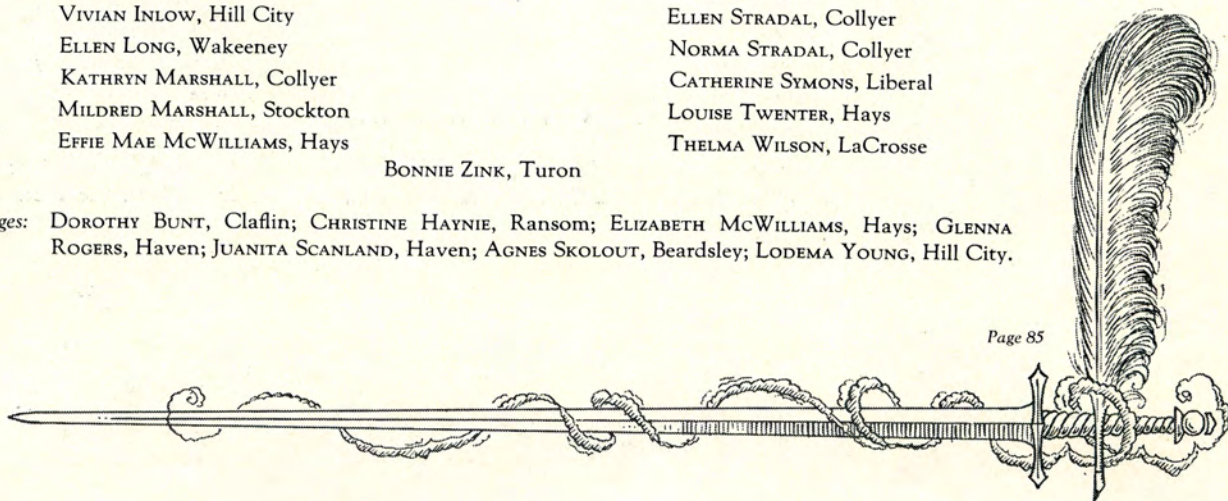 VIVIAN INLOW, Hill City
ELLEN LONG, Wakeeney
KATHRYN MARSHALL, Collyer
MILDRED MARSHALL, Stockton
EFFIE MAE MCWILLIAMS, Hays
ELLEN STRADAL, Collyer
NORMA STRADAL, Collyer
CATHERINE SYMONS, Liberal
LOUISE TWENTER, Hays
THELMA WILSON, LaCrosse
BONNIE ZINK, Turon
DOROTHY BUNT, Claflin; CHRISTINE HAYNIE, Ransom; ELIZABETH MCWILLIAMS, Hays; GLENNA
ROGERS, Haven; JUANITA SCANLAND, Haven; AGNES SKOLOUT, Beardsley; LODEMA YOUNG, Hill City.
Page 85